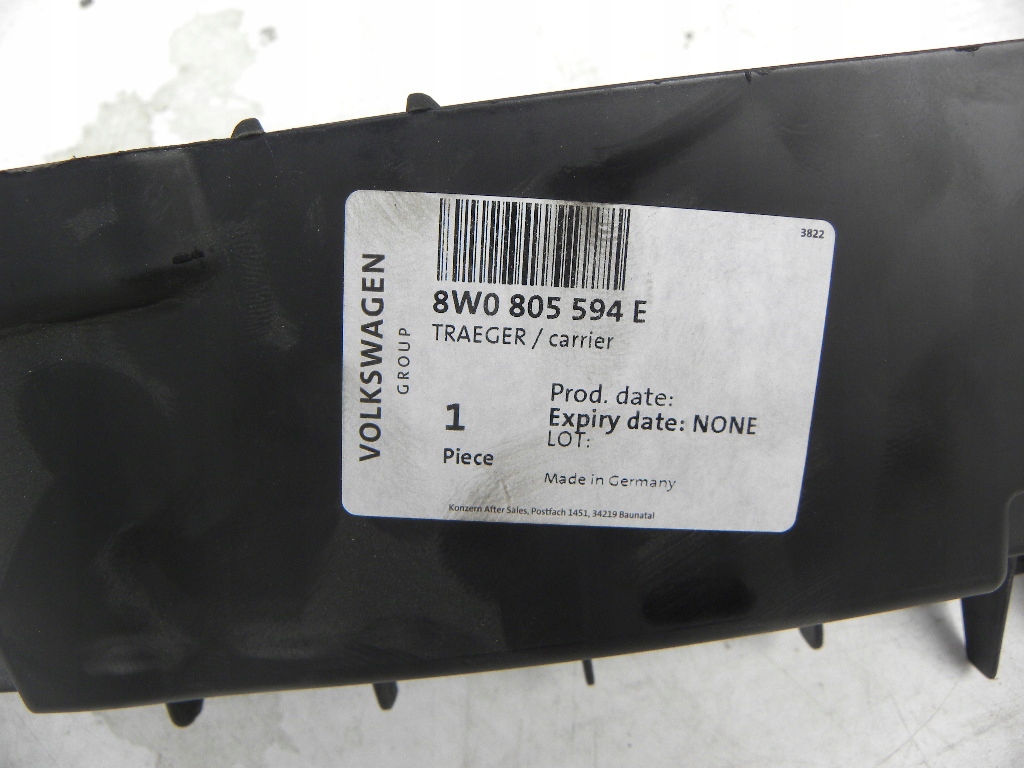 3822
VOLKSWAGEN
GROUP
8W0 805 594 E
TRAEGER / carrier
1
Piece
Prod. date:
Expiry date: NONE
LOT:
Made in Germany
Konzern After Sales, Postfach 1451, 34219 Baunatal